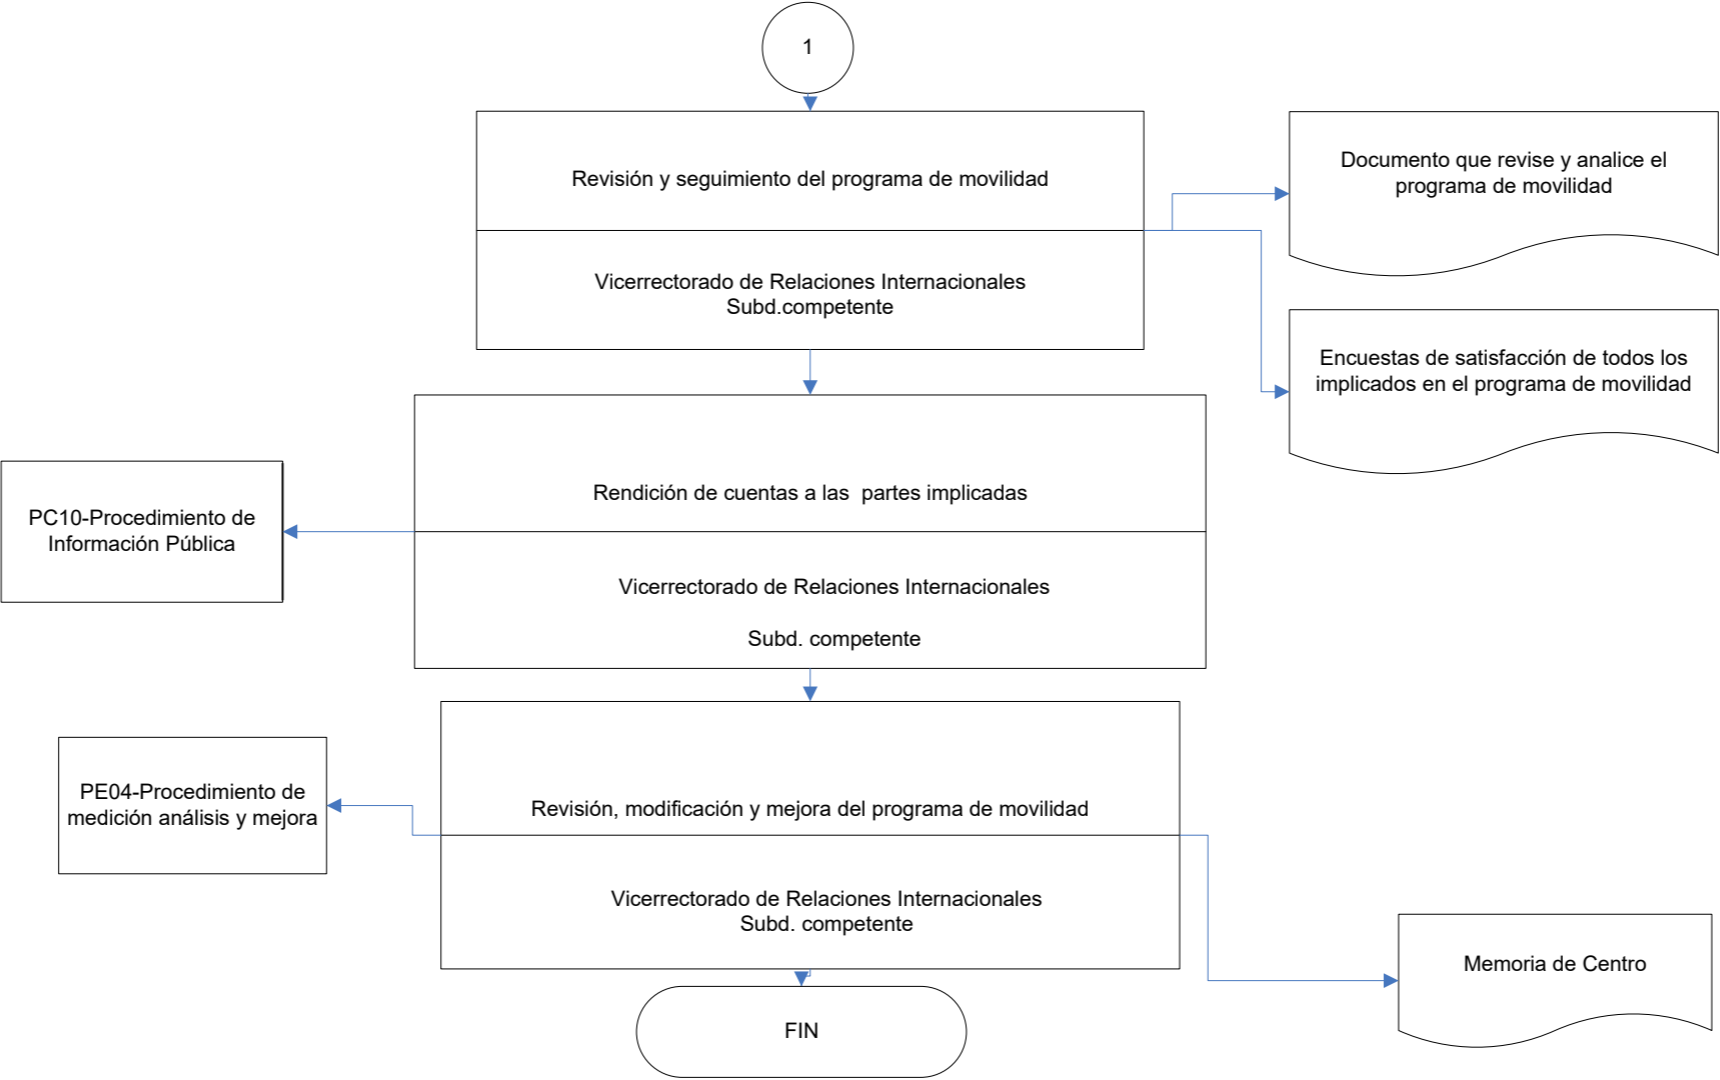 1
Revisión y seguimiento del programa de movilidad
Vicerrectorado de Relaciones Internacionales
Subd.competente
Documento que revise y analice el
programa de movilidad
Encuestas de satisfacción de todos los
implicados en el programa de movilidad
Rendición de cuentas a las  partes implicadas
Vicerrectorado de Relaciones Internacionales
Subd. competente
PC10-Procedimiento de
Información Pública
Revisión, modificación y mejora del programa de movilidad
Vicerrectorado de Relaciones Internacionales
Subd. competente
PE04-Procedimiento de
medición análisis y mejora
Memoria de Centro
FIN